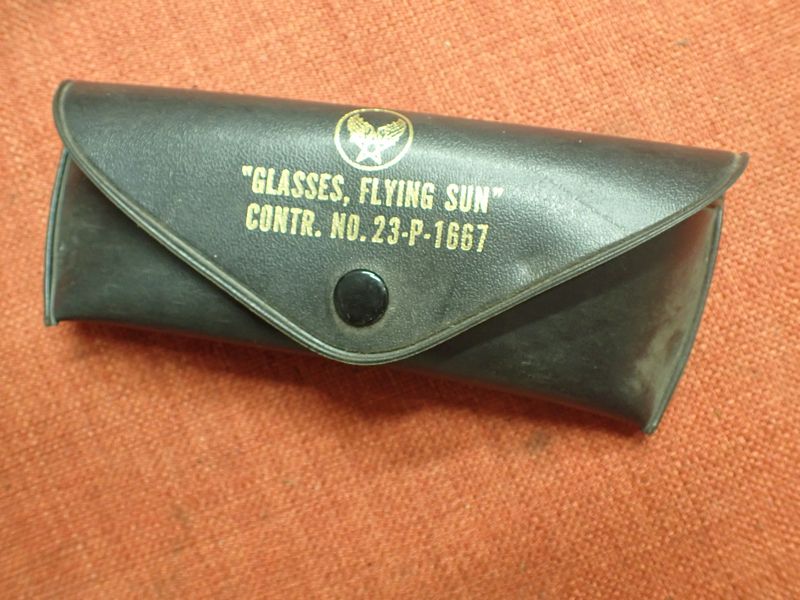 "GLASSES, FLYING SUN"
CONTR. NO. 23-P-1667